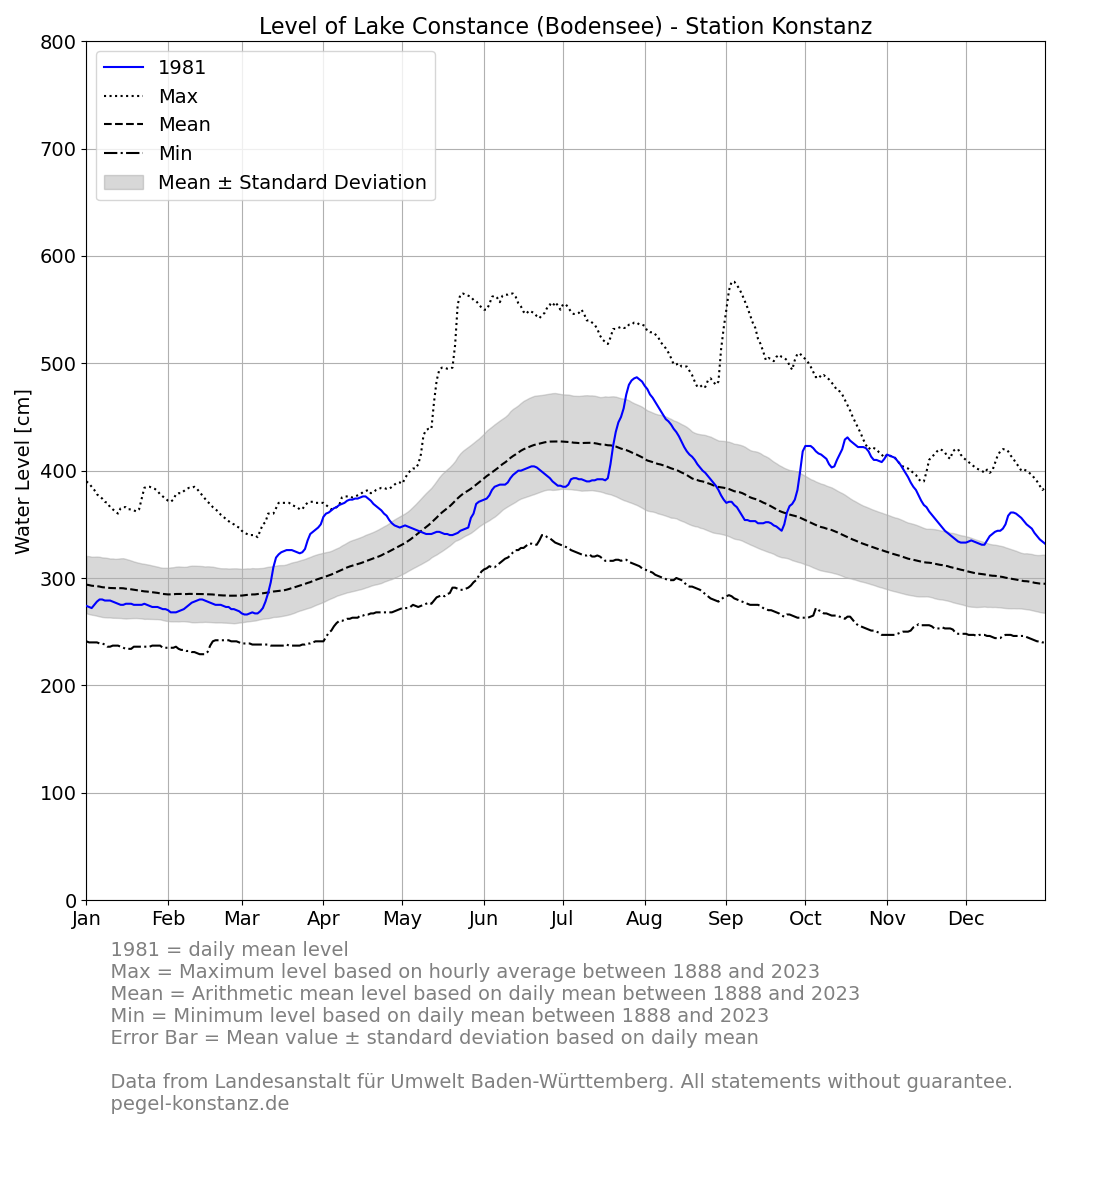 Level of Lake Constance (Bodensee) - Station Konstanz
800
700
600
500
400
300
200
100
0
Water Level [cm]
1981
Max
Mean
Min
Mean ± Standard Deviation
Jan Feb Mar Apr May Jun Jul Aug Sep Oct Nov Dec
1981 = daily mean level
Max = Maximum level based on hourly average between 1888 and 2023
Mean = Arithmetic mean level based on daily mean between 1888 and 2023
Min = Minimum level based on daily mean between 1888 and 2023
Error Bar = Mean value ± standard deviation based on daily mean
Data from Landesanstalt für Umwelt Baden-Württemberg. All statements without guarantee.
pegel-konstanz.de